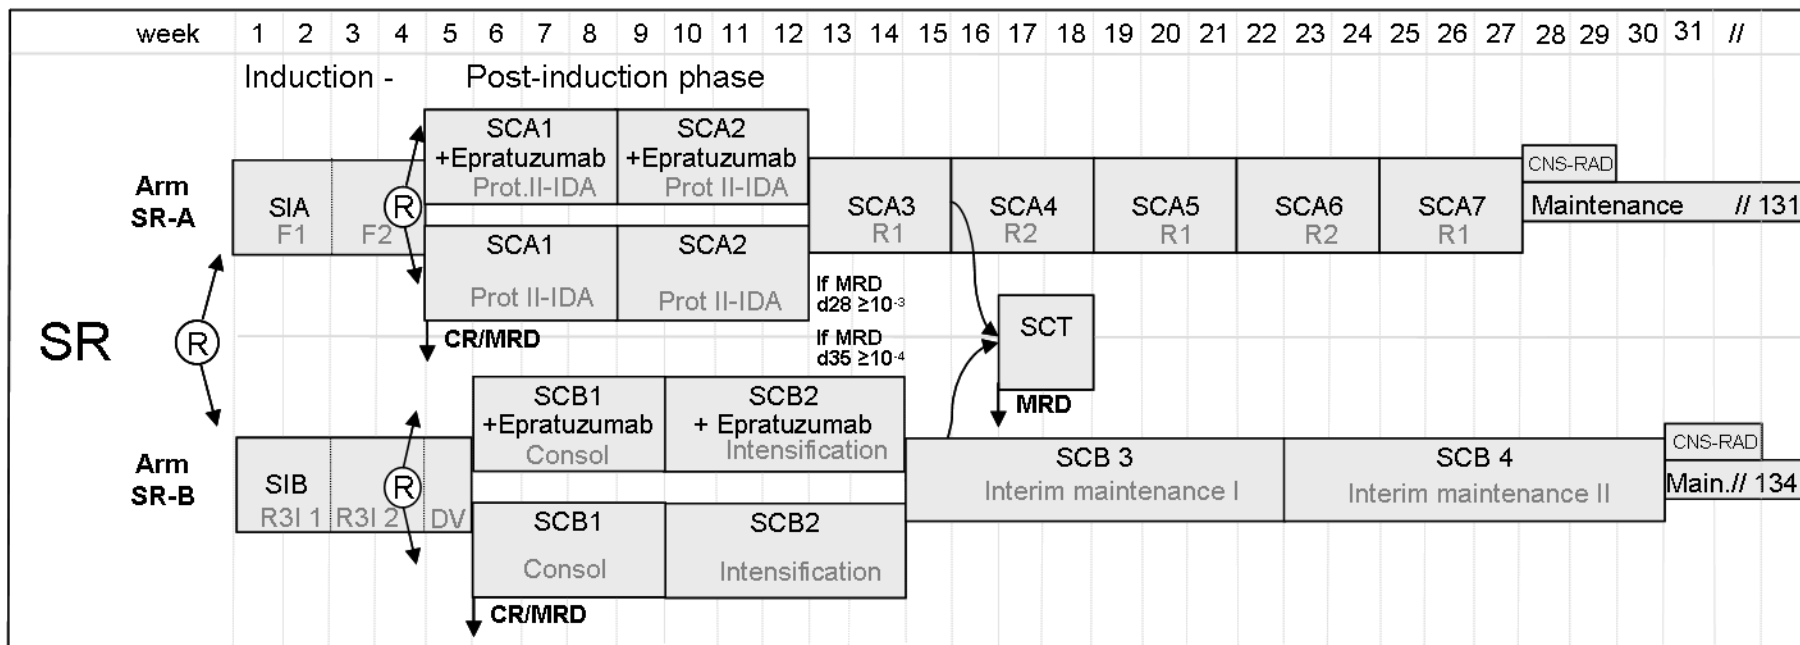 week 1 2 3 4 5 6 7 8 9 10 11 12 13 14 15 16 17 18 19 20 21 22 23 24 25 26 27 28 29 30 31 //
Induction - Post-induction phase
SCA1
+Epratuzumab
Prot.II-IDA
SCA2
+Epratuzumab
Prot II-IDA
Arm
SR-A
SIA
F1
F2
R
SCA3
R1
SCA4
R2
SCA5
R1
SCA6
R2
SCA7
R1
CNS-RAD
Maintenance // 131
SCA1
Prot II-IDA
SCA2
Prot II-IDA
If MRD
d28 ≥10-3
SR
R
CR/MRD
If MRD
d35 ≥10-4
SCT
MRD
SCB1
+Epratuzumab
Consol
SCB2
+ Epratuzumab
Intensification
Arm
SR-B
SIB
R3I 1
R3I 2
DV
R
SCB 3
Interim maintenance I
SCB 4
Interim maintenance II
CNS-RAD
Main.// 134
SCB1
Consol
SCB2
Intensification
CR/MRD